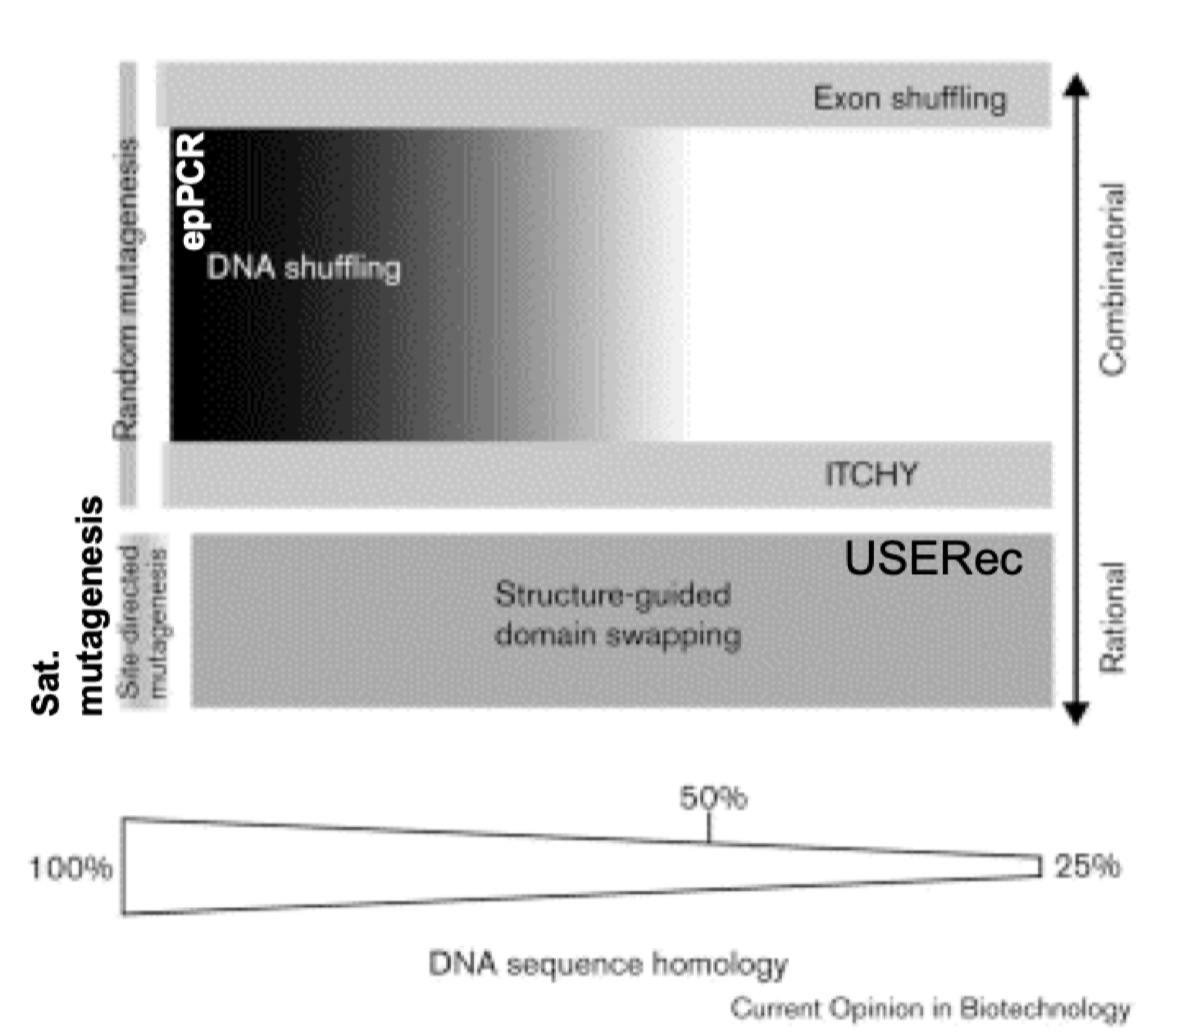 Exon shuffling
Random mutagenesis
epPCR
DNA shuffling
Combinatorial
ITCHY
Sat.
mutagenesis
Site-directed
mutagenesis
USERec
Structure-guided
domain swapping
Rational
50%
100%
25%
DNA sequence homology
Current Opinion in Biotechnology